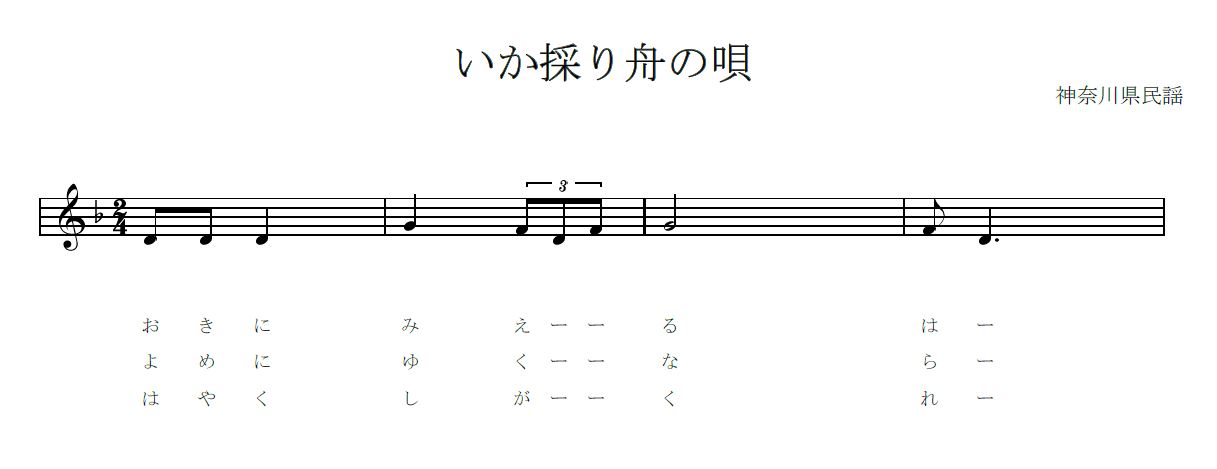 いか採り舟の唄
神奈川県民謡
2
4
3
お き に み え ー ー る は ー
よ め に ゆ く ー ー な ら ー
は や く し が ー ー く れ ー